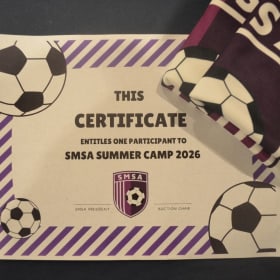 THIS
CERTIFICATE
ENTITLES ONE PARTICIPANT TO
SMSA SUMMER CAMP 2026
SMSA
SMSA PRESIDENT
AUCTION CHAIR